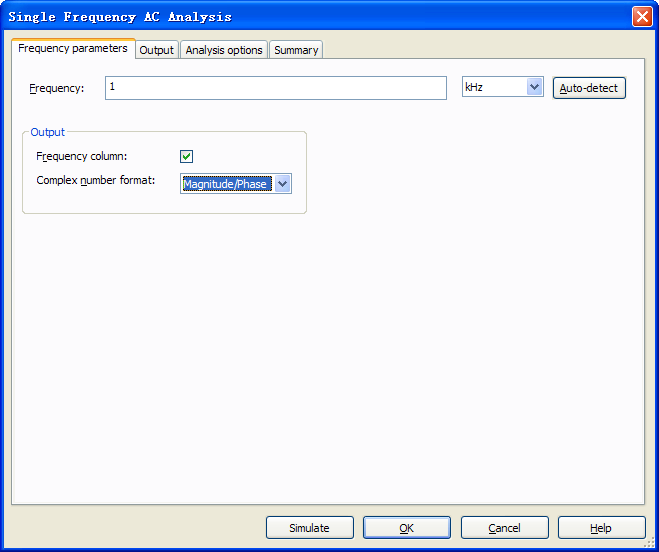 Single Frequency AC Analysis
Frequency parameters Output Analysis options Summary
Frequency: 1 kHz Auto-detect
Output
Frequency column:
Complex number format: Magnitude/Phase
Simulate OK Cancel Help